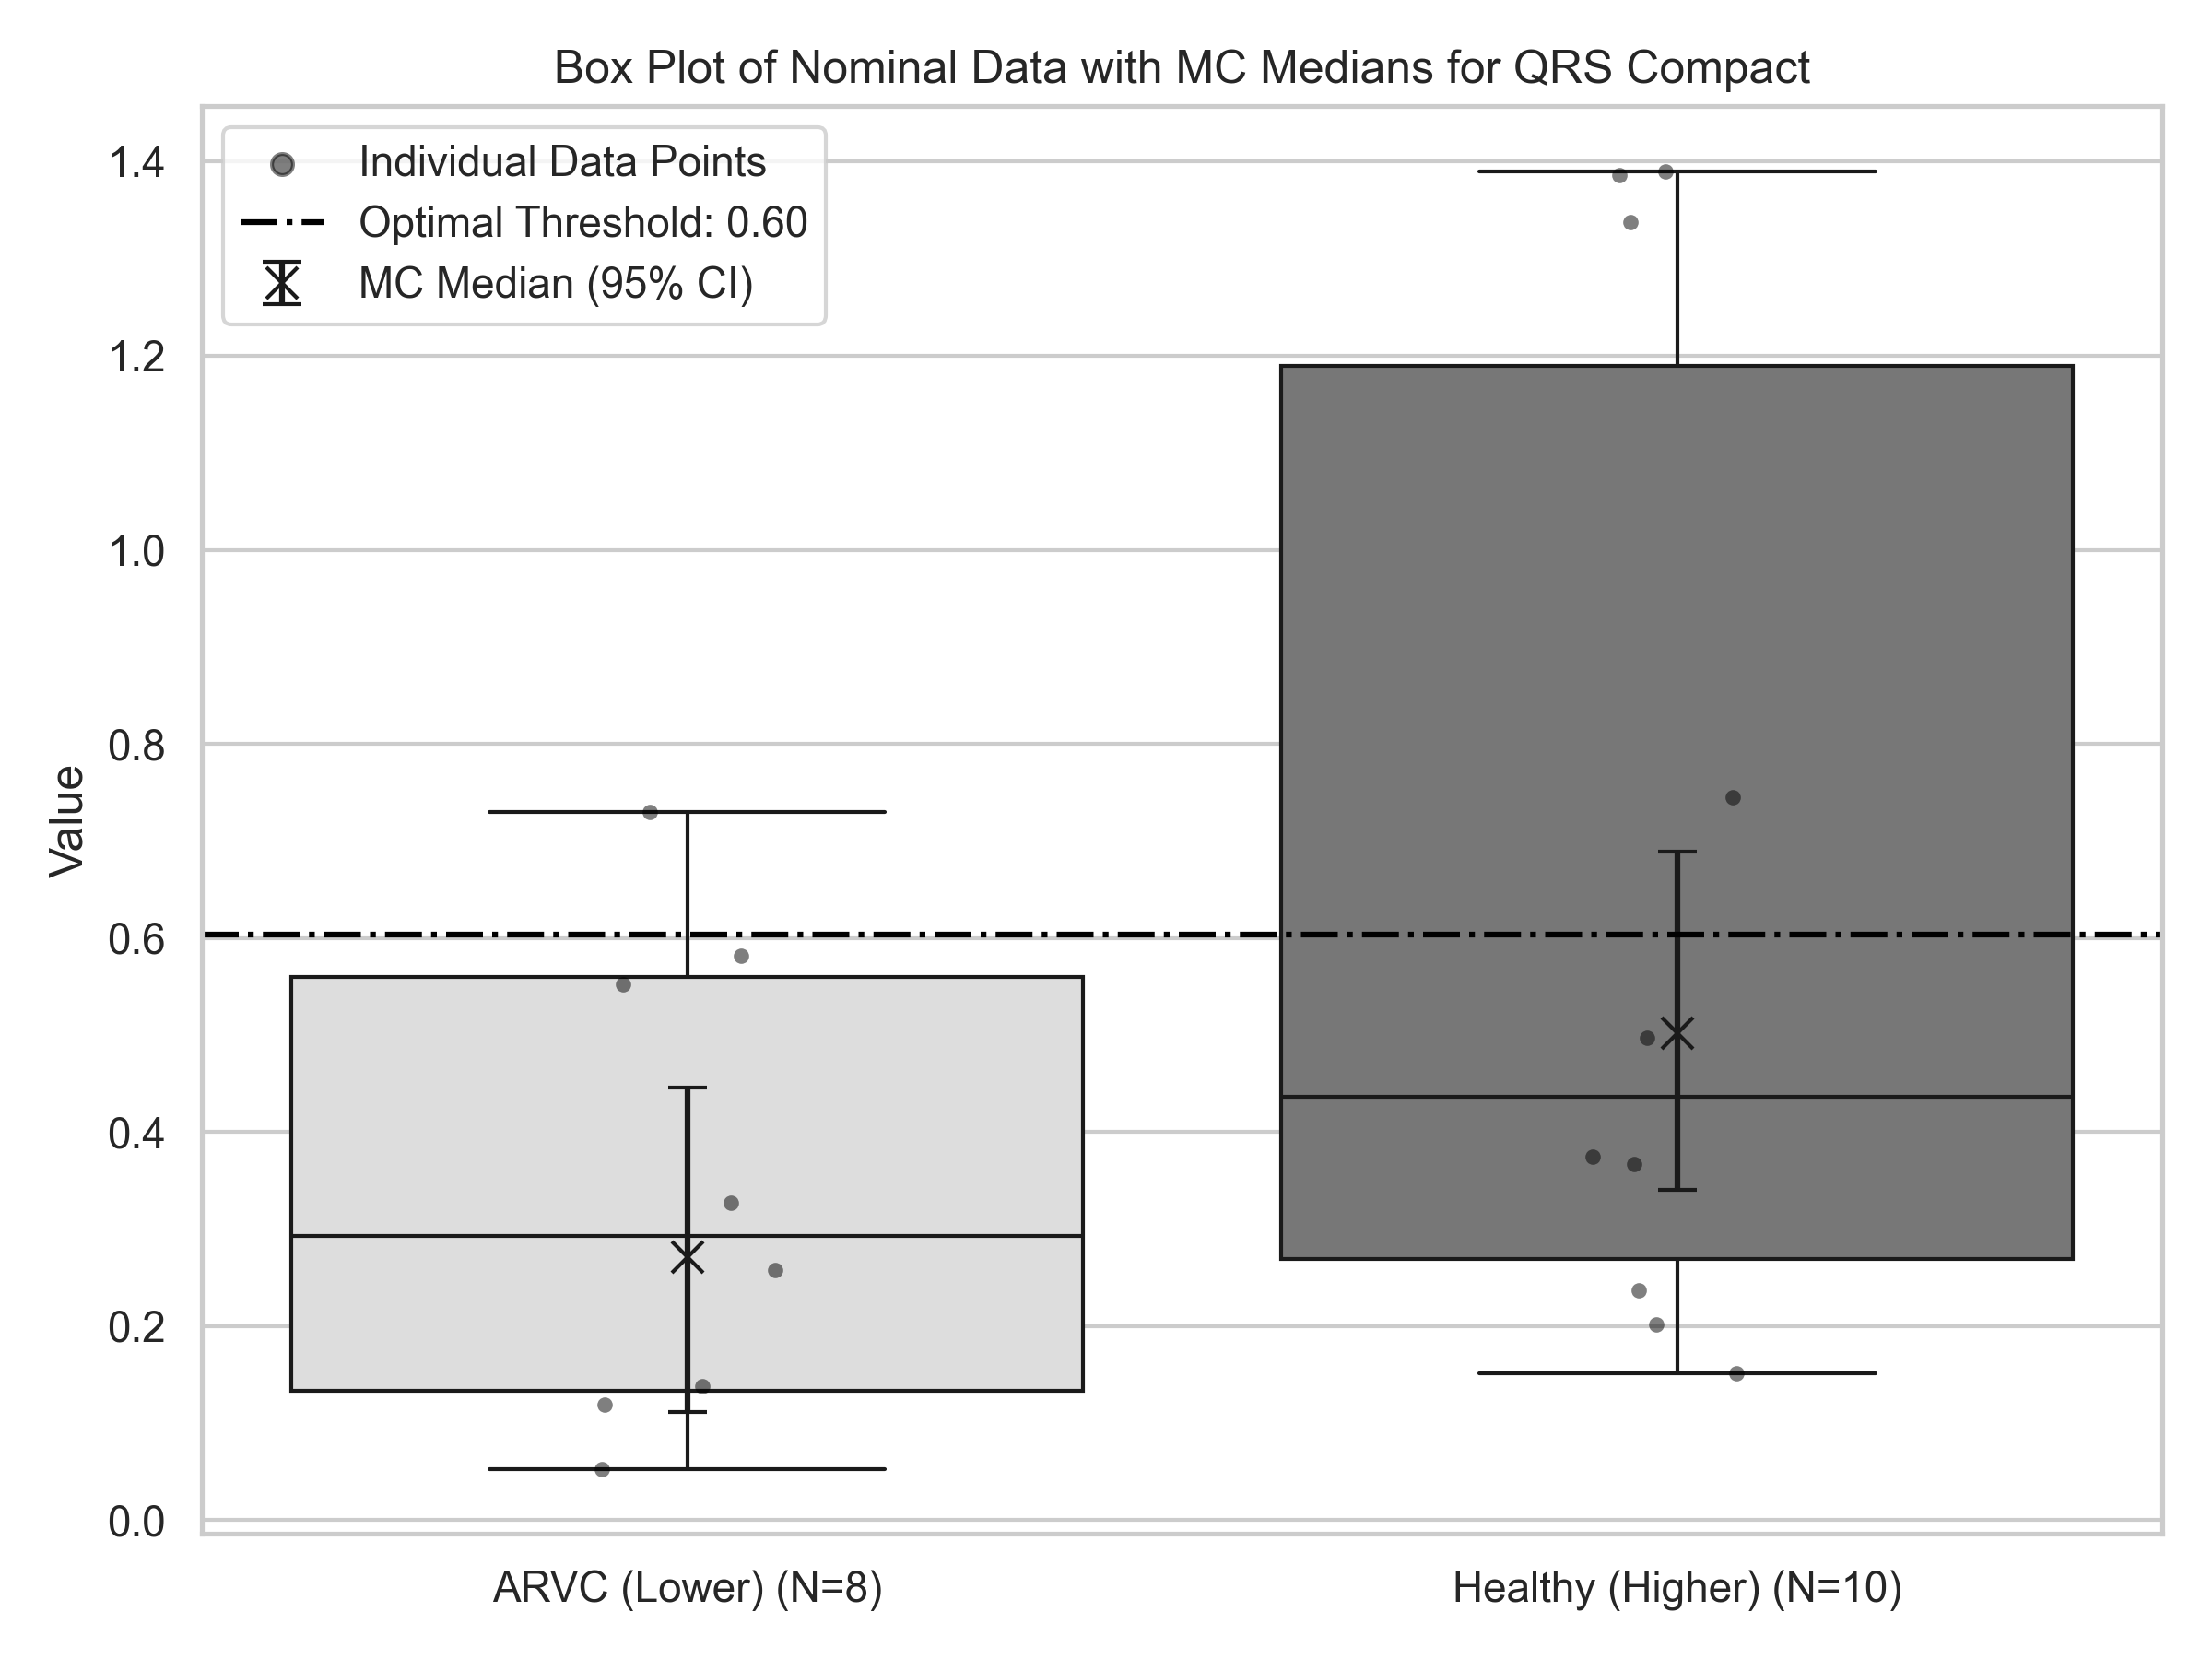 Box Plot of Nominal Data with MC Medians for QRS Compact
Individual Data Points
Optimal Threshold: 0.60
MC Median (95% CI)
1.4
1.2
1.0
0.8
0.6
0.4
0.2
0.0
Value
ARVC (Lower) (N=8)
Healthy (Higher) (N=10)